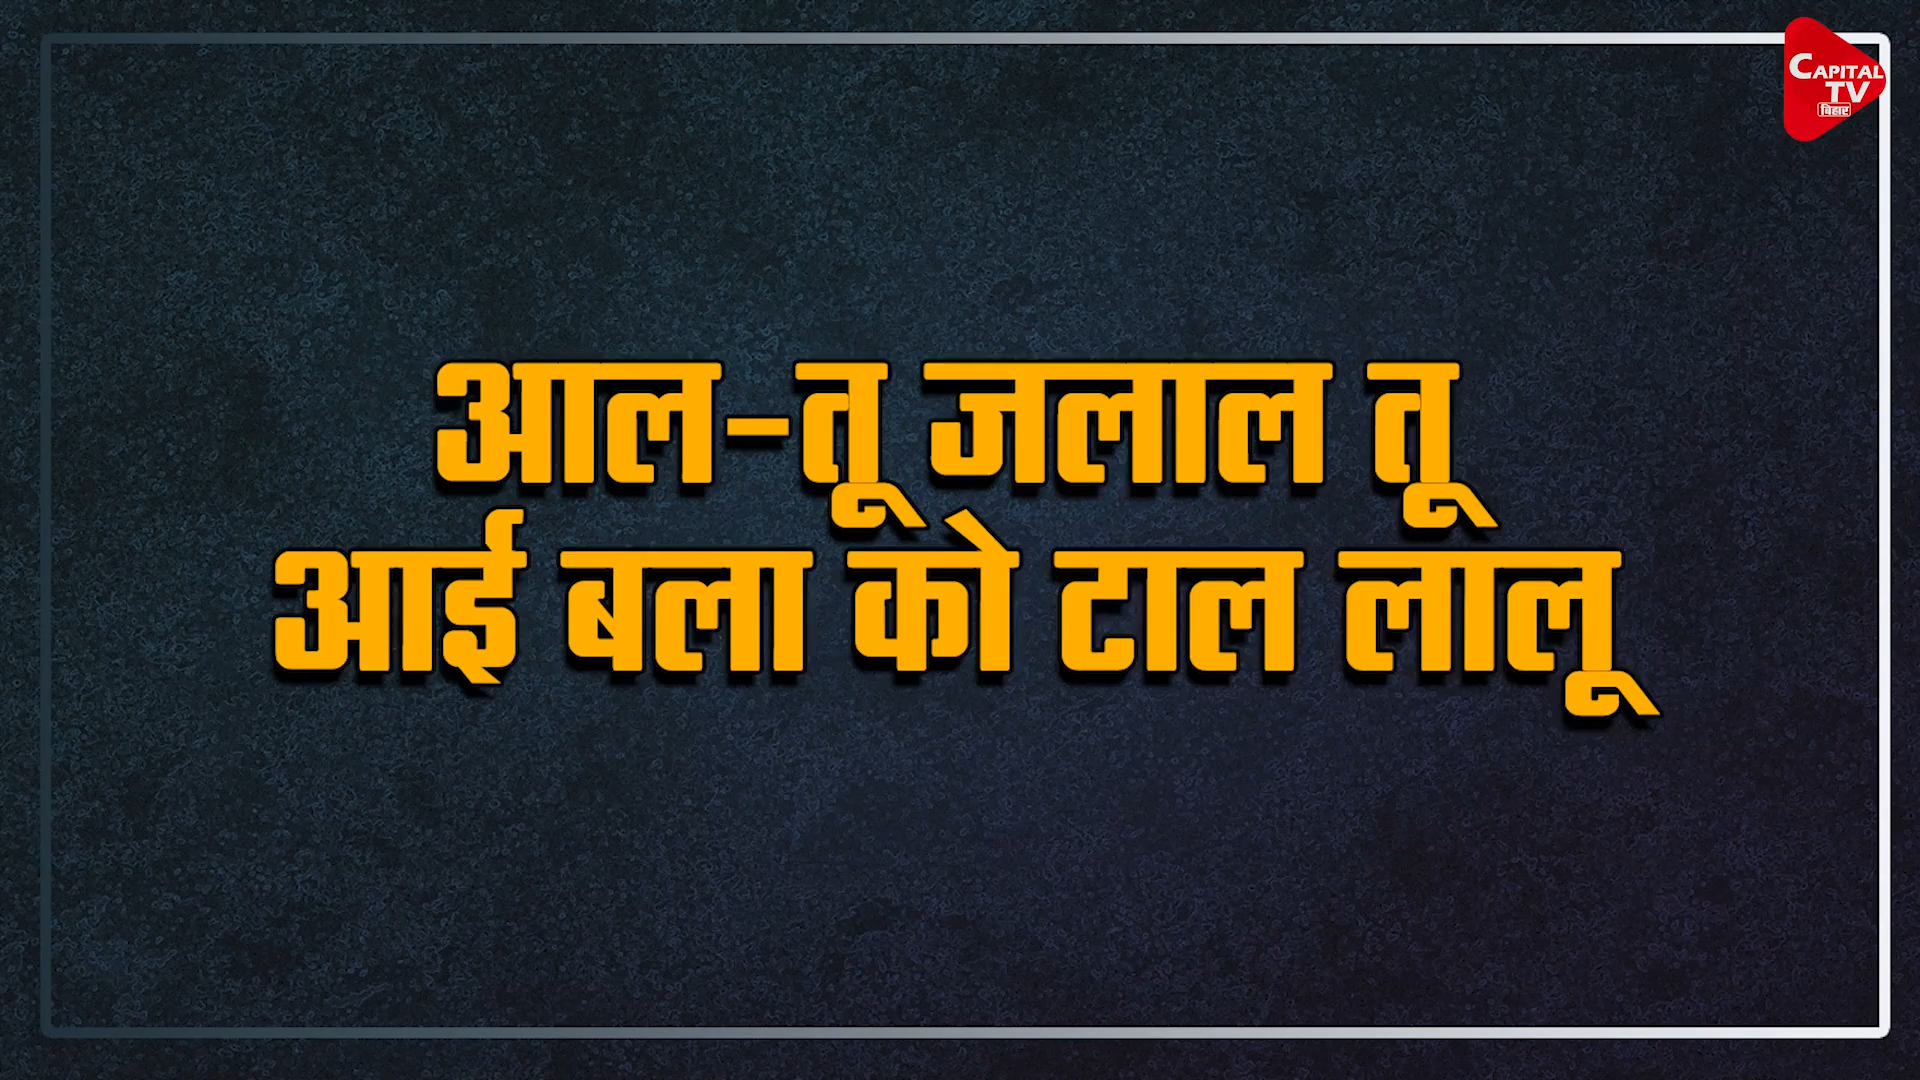 CAPITAL
TV
बिहार
आल-तू जलाल तू
आई बला को टाल लालू